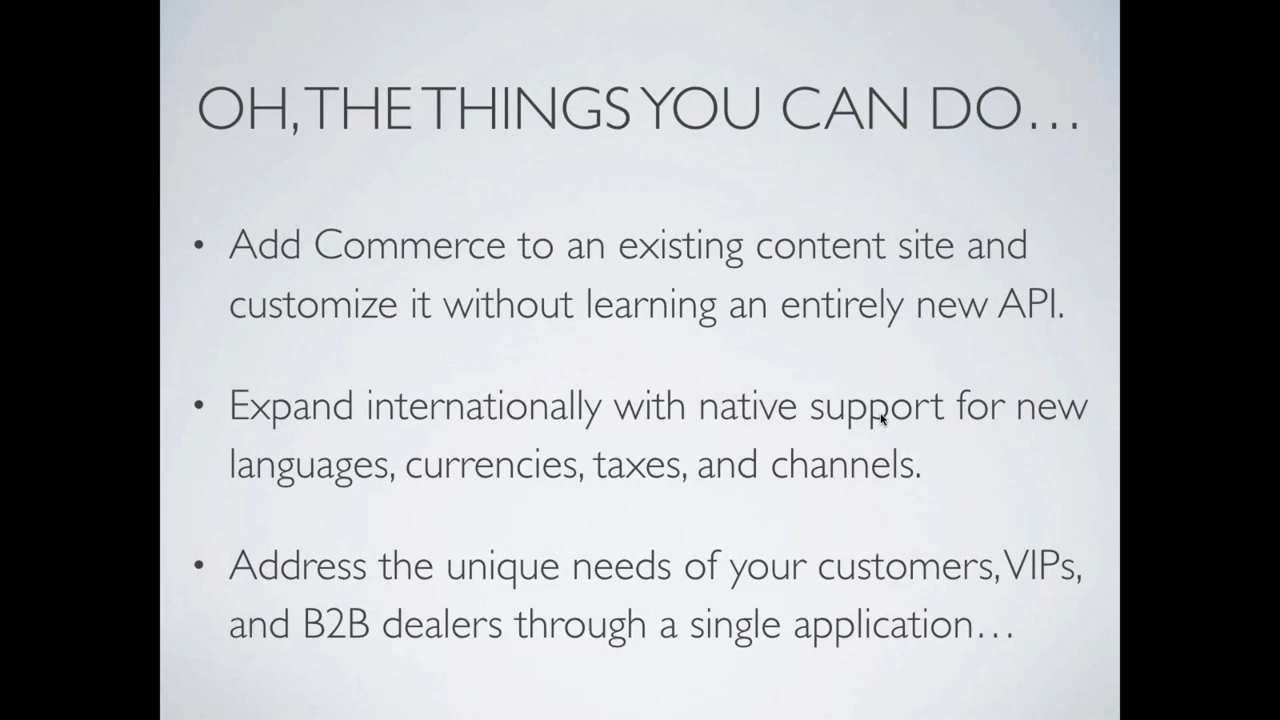 OH, THE THINGS YOU CAN DO…
• Add Commerce to an existing content site and
customize it without learning an entirely new API.
• Expand internationally with native support for new
languages, currencies, taxes, and channels.
• Address the unique needs of your customers, VIPs,
and B2B dealers through a single application…